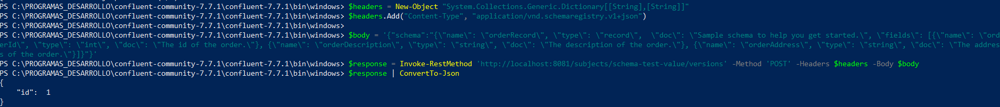 PS C:\PROGRAMAS_DESARROLLO\confluent-community-7.7.1\confluent-7.7.1\bin\windows> $headers = New-Object "System.Collections.Generic.Dictionary[[String],[String]]"
PS C:\PROGRAMAS_DESARROLLO\confluent-community-7.7.1\confluent-7.7.1\bin\windows> $headers.Add("Content-Type", "application/vnd.schemaregistry.v1+json")
PS C:\PROGRAMAS_DESARROLLO\confluent-community-7.7.1\confluent-7.7.1\bin\windows>
PS C:\PROGRAMAS_DESARROLLO\confluent-community-7.7.1\confluent-7.7.1\bin\windows> $body = '{"schema":"{\"name\": \"orderRecord\", \"type\": \"record\",  \"doc\": \"Sample schema to help you get started.\", \"fields\": [{\"name\": \"ord
erId\", \"type\": \"int\", \"doc\": \"The id of the order.\"}, {\"name\": \"orderDescription\", \"type\": \"string\", \"doc\": \"The description of the order.\"}, {\"name\": \"orderAddress\", \"type\": \"string\", \"doc\": \"The addres
s of the order.\"}]}"}'
PS C:\PROGRAMAS_DESARROLLO\confluent-community-7.7.1\confluent-7.7.1\bin\windows> $response = Invoke-RestMethod 'http://localhost:8081/subjects/schema-test-value/versions' -Method 'POST' -Headers $headers -Body $body
PS C:\PROGRAMAS_DESARROLLO\confluent-community-7.7.1\confluent-7.7.1\bin\windows> $response | ConvertTo-Json
{
    "id":  1
}